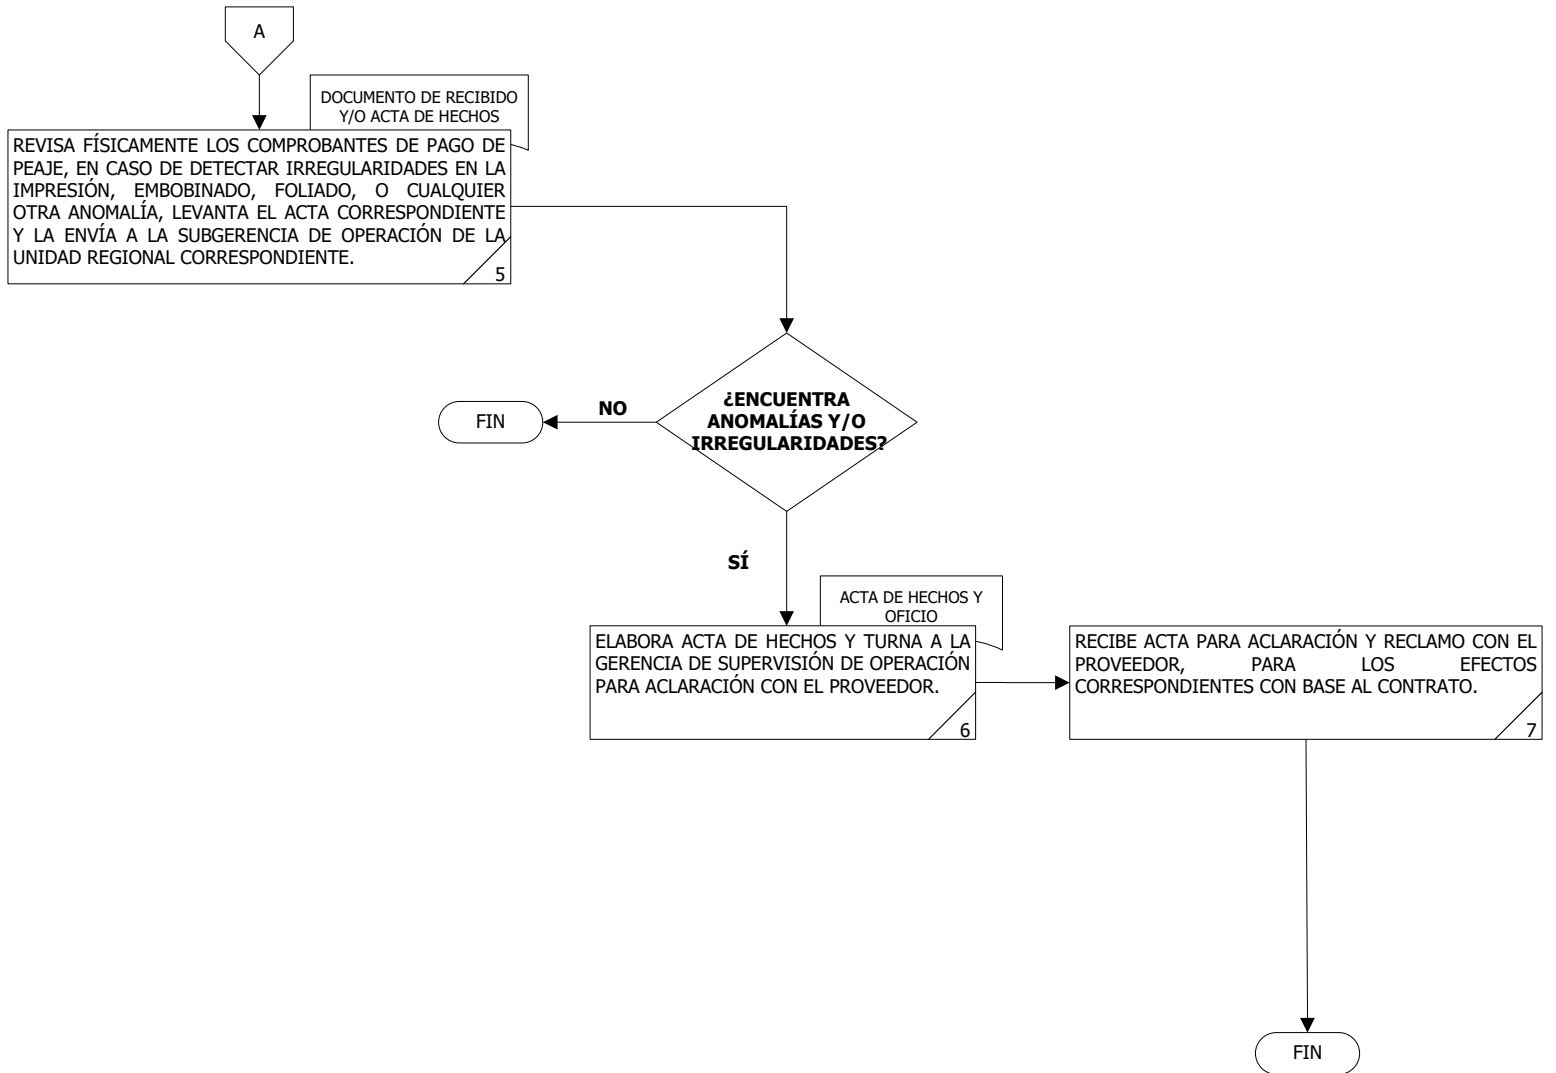 A
DOCUMENTO DE RECIBIDO
Y/O ACTA DE HECHOS
REVISA FÍSICAMENTE LOS COMPROBANTES DE PAGO DE
PEAJE, EN CASO DE DETECTAR IRREGULARIDADES EN LA
IMPRESIÓN, EMBOBINADO, FOLIADO, O CUALQUIER
OTRA ANOMALÍA, LEVANTA EL ACTA CORRESPONDIENTE
Y LA ENVÍA A LA SUBGERENCIA DE OPERACIÓN DE LA
UNIDAD REGIONAL CORRESPONDIENTE.
5
¿ENCUENTRA
ANOMALÍAS Y/O
IRREGULARIDADES?
NO
FIN
SÍ
ACTA DE HECHOS Y
OFICIO
ELABORA ACTA DE HECHOS Y TURNA A LA
GERENCIA DE SUPERVISIÓN DE OPERACIÓN
PARA ACLARACIÓN CON EL PROVEEDOR.
6
RECIBE ACTA PARA ACLARACIÓN Y RECLAMO CON EL
PROVEEDOR, PARA LOS EFECTOS
CORRESPONDIENTES CON BASE AL CONTRATO.
7
FIN